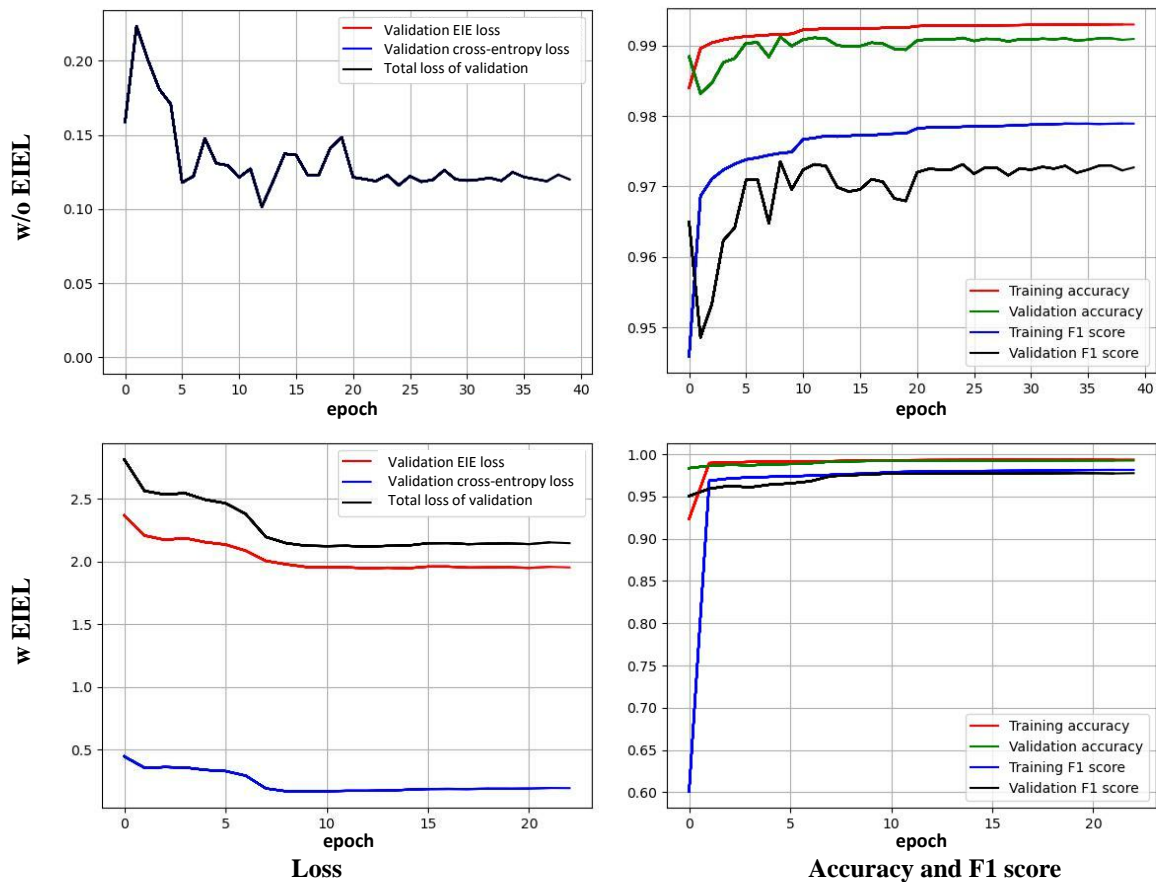 w/o EIEL
0.20
0.15
0.10
0.05
0.00
Validation EIE loss
Validation cross-entropy loss
Total loss of validation
0 5 10 15 20 25 30 35 40
epoch
0.99
0.98
0.97
0.96
0.95
Training accuracy
Validation accuracy
Training F1 score
Validation F1 score
0 5 10 15 20 25 30 35 40
epoch
w EIEL
2.5
2.0
1.5
1.0
0.5
Validation EIE loss
Validation cross-entropy loss
Total loss of validation
0 5 10 15 20
epoch
Loss
1.00
0.95
0.90
0.85
0.80
0.75
0.70
0.65
0.60
Training accuracy
Validation accuracy
Training F1 score
Validation F1 score
0 5 10 15 20
epoch
Accuracy and F1 score